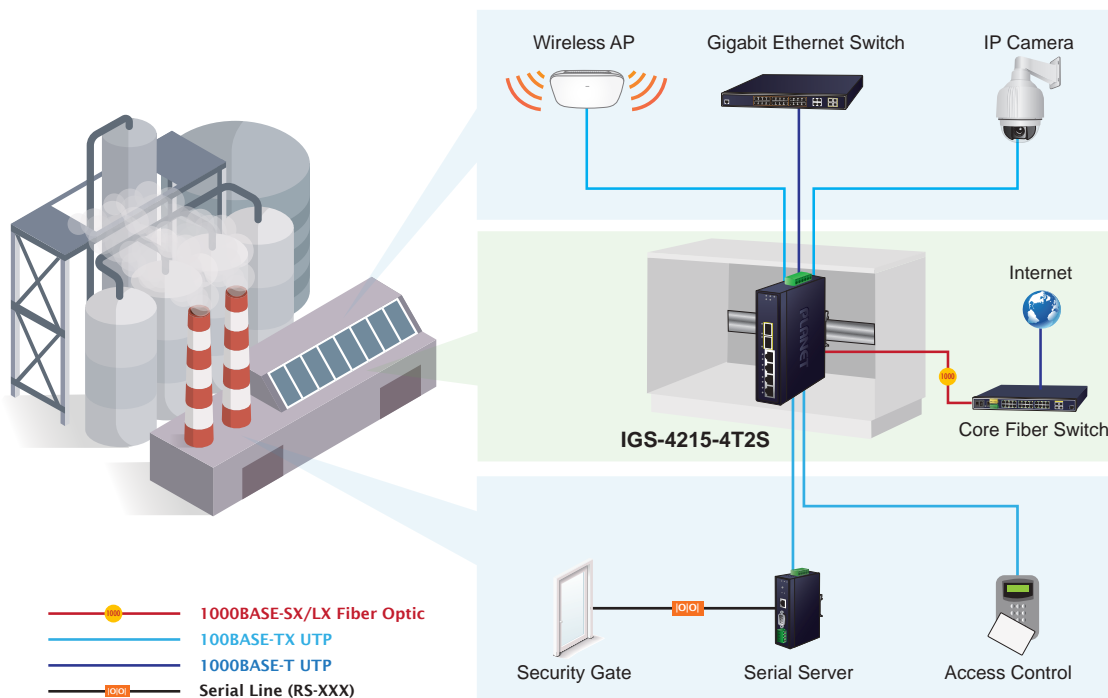 Wireless AP
Gigabit Ethernet Switch
IP Camera
PLANET
Internet
1000
Core Fiber Switch
IGS-4215-4T2S
1000
1000BASE-SX/LX Fiber Optic
100BASE-TX UTP
1000BASE-T UTP
|O|O|
Serial Line (RS-XXX)
|O|O|
Security Gate
Serial Server
Access Control